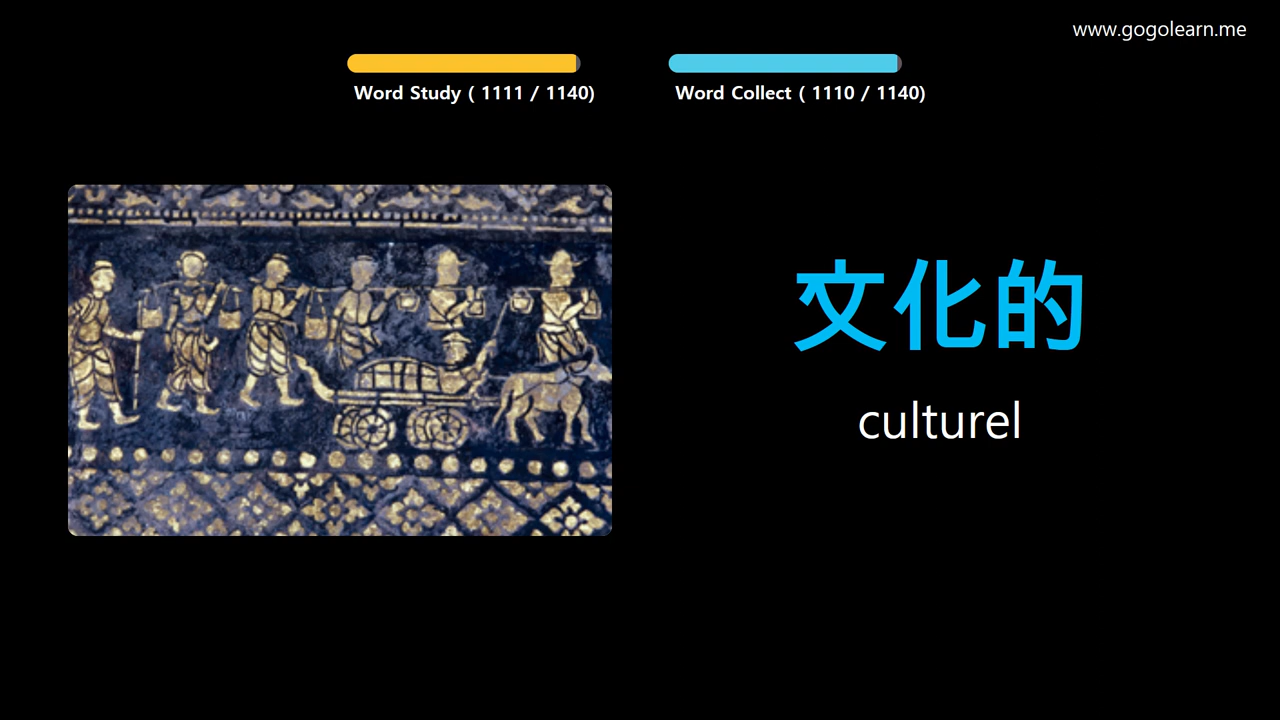 www.gogolearn.me
Word Study ( 1111 / 1140)
Word Collect ( 1110 / 1140)
文化的
culturel